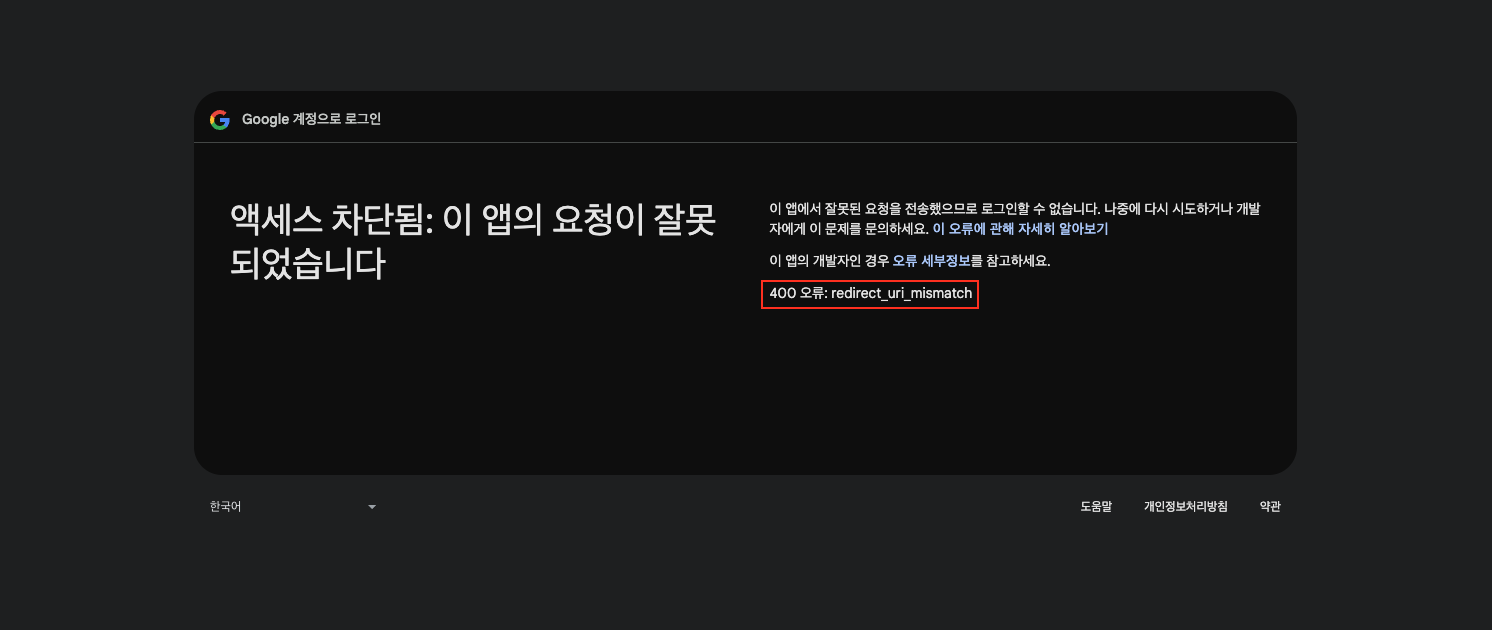 Google 계정으로 로그인
액세스 차단됨: 이 앱의 요청이 잘못
되었습니다
이 앱에서 잘못된 요청을 전송했으므로 로그인할 수 없습니다. 나중에 다시 시도하거나 개발
자에게 이 문제를 문의하세요. 이 오류에 관해 자세히 알아보기
이 앱의 개발자인 경우 오류 세부정보를 참고하세요.
400 오류: redirect_uri_mismatch
한국어
도움말 개인정보처리방침 약관